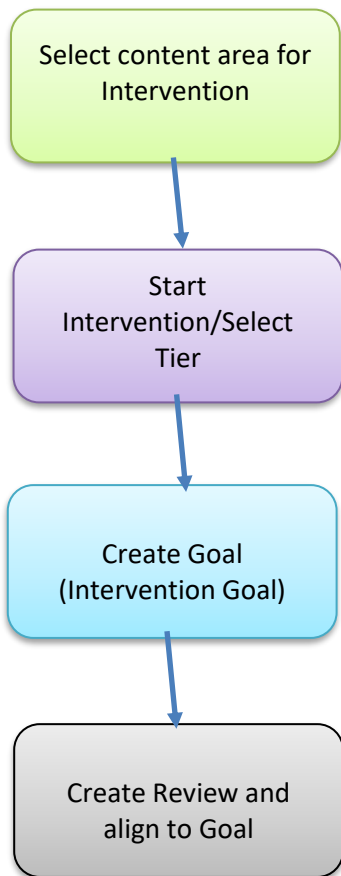 Select content area for
Intervention
Start
Intervention/Select
Tier
Create Goal
(Intervention Goal)
Create Review and
align to Goal